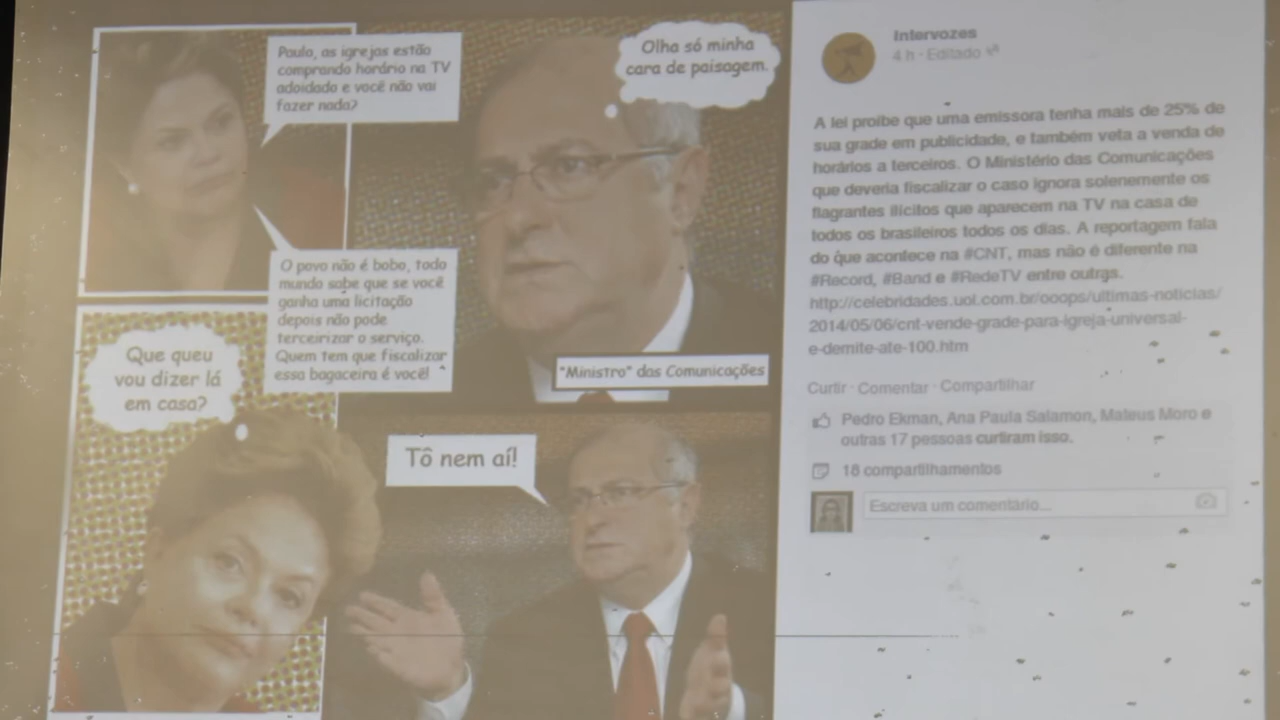 Paulo, as igrejas estão
comprando horário na TV
adoidado e você não vai
fazer nada?
Olha só minha
cara de paisagem.
O povo não é bobo, todo
mundo sabe que se você
ganha uma licitação
depois não pode
terceirizar o serviço.
Quem tem que fiscalizar
essa bagaceira é você!
"Ministro" das Comunicações
Que queu
vou dizer lá
em casa?
Tô nem aí!
Intervozes
4 h · Editado
A lei proíbe que uma emissora tenha mais de 25% de
sua grade em publicidade, e também veta a venda de
horários a terceiros. O Ministério das Comunicações
que deveria fiscalizar o caso ignora solenemente os
flagrantes ilícitos que aparecem na TV na casa de
todos os brasileiros todos os dias. A reportagem fala
do que acontece na #CNT, mas não é diferente na
#Record, #Band e #RedeTV entre outras.
http://celebridades.uol.com.br/ooops/ultimas-noticias/
2014/05/06/cnt-vende-grade-para-igreja-universal-
e-demite-ate-100.htm
Curtir · Comentar · Compartilhar
Pedro Ekman, Ana Paula Salamon, Mateus Moro e
outras 17 pessoas curtiram isso.
18 compartilhamentos
Escreva um comentário...